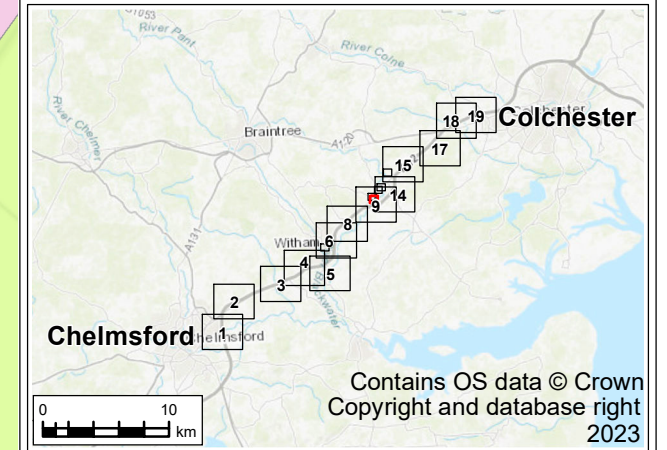 B1053
River Pant
River Colne
River Chelmer
Braintree
A120
18
19
Colchester
17
15
14
9
8
Witham
6
A131
4
5
3
2
1
Chelmsford
Chelmsford
Contains OS data © Crown
Copyright and database right
2023
0 10
km